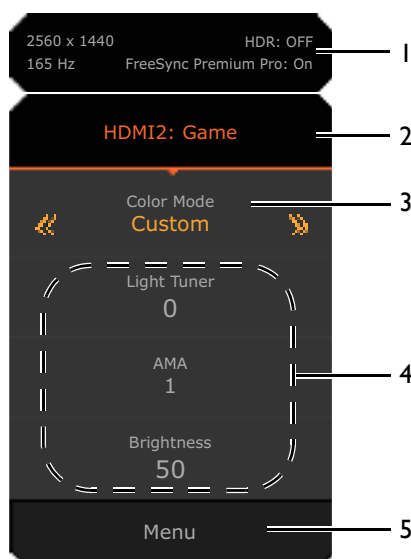 2560 x 1440 HDR: OFF
165 Hz FreeSync Premium Pro: On
1
HDMI2: Game
2
Color Mode
Custom
3
Light Tuner
0
AMA
1
4
Brightness
50
Menu
5